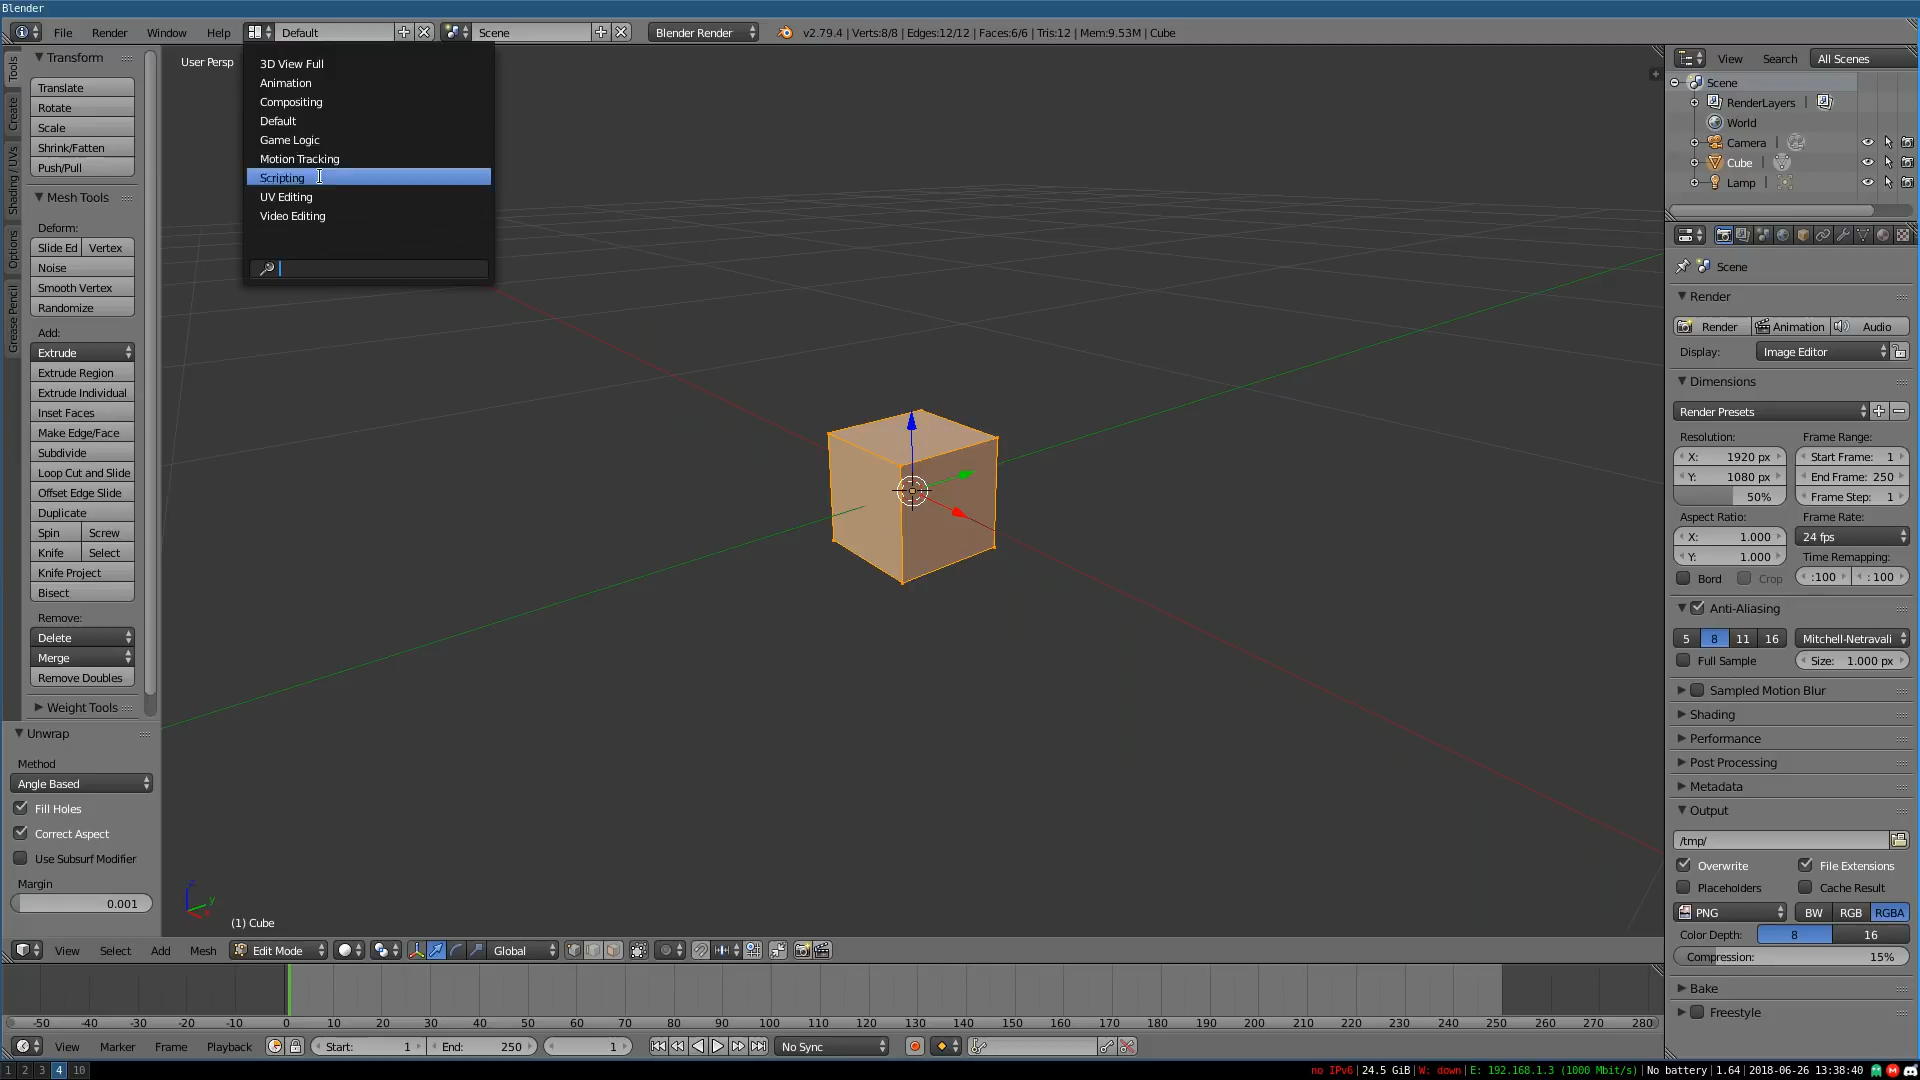 Blender
File Render Window Help Default Scene Blender Render v2.79.4 | Verts:8/8 | Edges:12/12 | Faces:6/6 | Tris:12 | Mem:9.53M | Cube
3D View Full
Animation
Compositing
Default
Game Logic
Motion Tracking
Scripting
UV Editing
Video Editing
Tools
Create
Shading / UVs
Options
Grease Pencil
Transform
Translate
Rotate
Scale
Shrink/Fatten
Push/Pull
Mesh Tools
Deform:
Slide Ed Vertex
Noise
Smooth Vertex
Randomize
Add:
Extrude
Extrude Region
Extrude Individual
Inset Faces
Make Edge/Face
Subdivide
Loop Cut and Slide
Offset Edge Slide
Duplicate
Spin Screw
Knife Select
Knife Project
Bisect
Remove:
Delete
Merge
Remove Doubles
Weight Tools
Unwrap
Method
Angle Based
Fill Holes
Correct Aspect
Use Subsurf Modifier
Margin
0.001
User Persp
z
y
x
(1) Cube
View Select Add Mesh Edit Mode Global
-50 -40 -30 -20 -10 0 10 20 30 40 50 60 70 80 90 100 110 120 130 140 150 160 170 180 190 200 210 220 230 240 250 260 270 280
View Marker Frame Playback Start: 1 End: 250 1 No Sync
View Search All Scenes
Scene
RenderLayers
World
Camera
Cube
Lamp
Scene
Render
Render Animation Audio
Display: Image Editor
Dimensions
Render Presets
Resolution: Frame Range:
X: 1920 px Start Frame: 1
Y: 1080 px End Frame: 250
50% Frame Step: 1
Aspect Ratio: Frame Rate:
X: 1.000 24 fps
Y: 1.000 Time Remapping:
Bord Crop :100 : 100
Anti-Aliasing
5 8 11 16 Mitchell-Netravali
Full Sample Size: 1.000 px
Sampled Motion Blur
Shading
Performance
Post Processing
Metadata
Output
/tmp/
Overwrite File Extensions
Placeholders Cache Result
PNG BW RGB RGBA
Color Depth: 8 16
Compression: 15%
Bake
Freestyle
1 2 3 4 10 no IPv6| 24.5 GiB| W: down| E: 192.168.1.3 (1000 Mbit/s)| No battery| 1.64| 2018-06-26 13:38:40